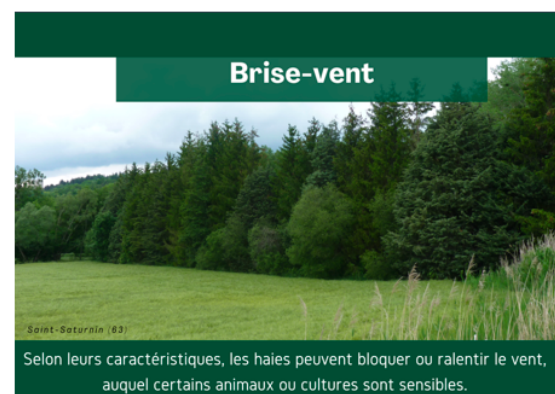 Brise-vent
Saint-Saturnin (63)
Selon leurs caractéristiques, les haies peuvent bloquer ou ralentir le vent,
auquel certains animaux ou cultures sont sensibles.